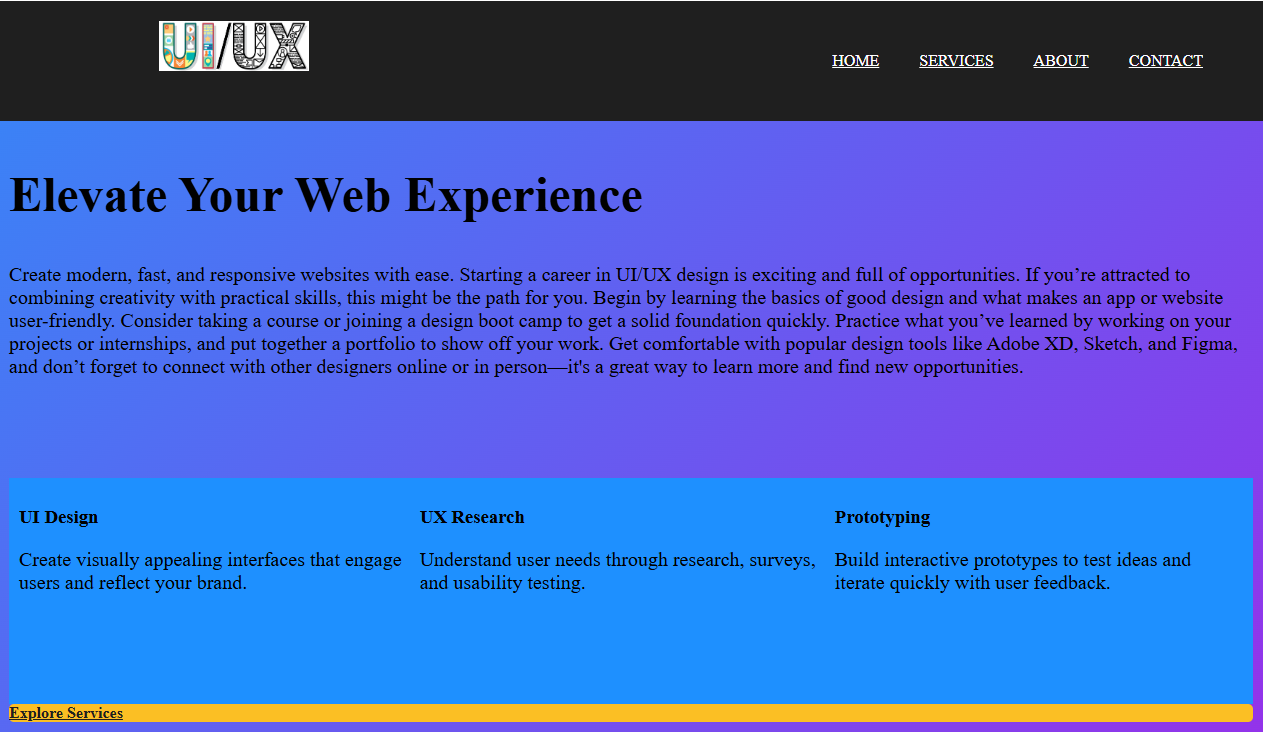 UI/UX
HOME SERVICES ABOUT CONTACT
Elevate Your Web Experience
Create modern, fast, and responsive websites with ease. Starting a career in UI/UX design is exciting and full of opportunities. If you’re attracted to
combining creativity with practical skills, this might be the path for you. Begin by learning the basics of good design and what makes an app or website
user-friendly. Consider taking a course or joining a design boot camp to get a solid foundation quickly. Practice what you’ve learned by working on your
projects or internships, and put together a portfolio to show off your work. Get comfortable with popular design tools like Adobe XD, Sketch, and Figma,
and don’t forget to connect with other designers online or in person—it's a great way to learn more and find new opportunities.
UI Design
Create visually appealing interfaces that engage
users and reflect your brand.
UX Research
Understand user needs through research, surveys,
and usability testing.
Prototyping
Build interactive prototypes to test ideas and
iterate quickly with user feedback.
Explore Services